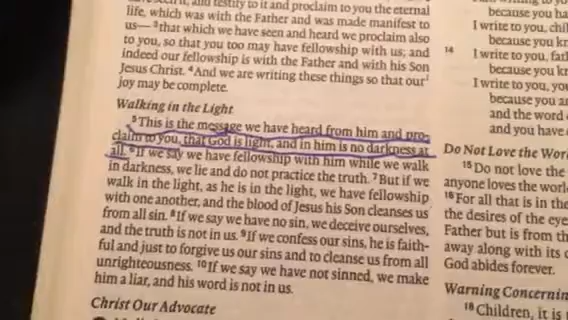 it, and testify to it and proclaim to you the eternal
life, which was with the Father and was made manifest to
us— ³that which we have seen and heard we proclaim also
to you, so that you too may have fellowship with us; and
indeed our fellowship is with the Father and with his Son
Jesus Christ. ⁴And we are writing these things so that our
joy may be complete.
Walking in the Light
⁵This is the message we have heard from him and pro-
claim to you, that God is light, and in him is no darkness at
all. ⁶If we say we have fellowship with him while we walk
in darkness, we lie and do not practice the truth. ⁷But if we
walk in the light, as he is in the light, we have fellowship
with one another, and the blood of Jesus his Son cleanses us
from all sin. ⁸If we say we have no sin, we deceive ourselves,
and the truth is not in us. ⁹If we confess our sins, he is faith-
ful and just to forgive us our sins and to cleanse us from all
unrighteousness. ¹⁰If we say we have not sinned, we make
him a liar, and his word is not in us.
Christ Our Advocate
because you
I write to you,
because you
14 I write to you,
because you
I write to you,
because you
and the word
and you have
Do Not Love the
¹⁵Do not love the
anyone loves the
¹⁶For all that is in the
the desires of the eyes
Father but is from the
away along with its
God abides forever.
Warning
¹⁸Children, it is